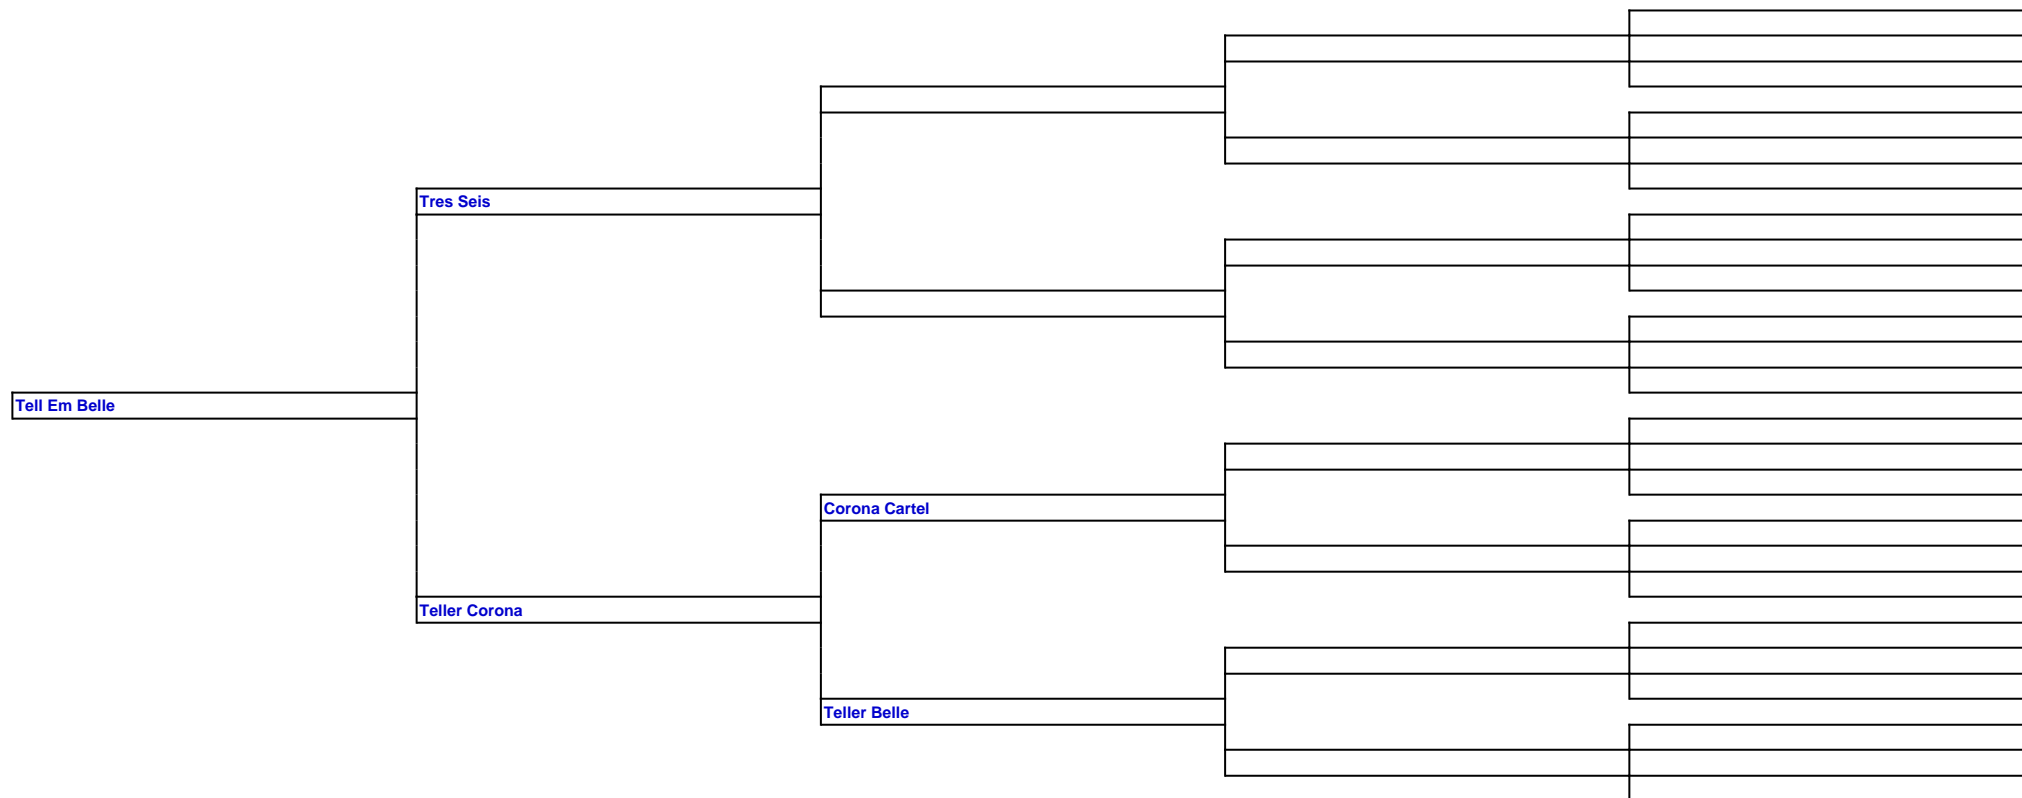 Tres Seis
Tell Em Belle
Corona Cartel
Teller Corona
Teller Belle